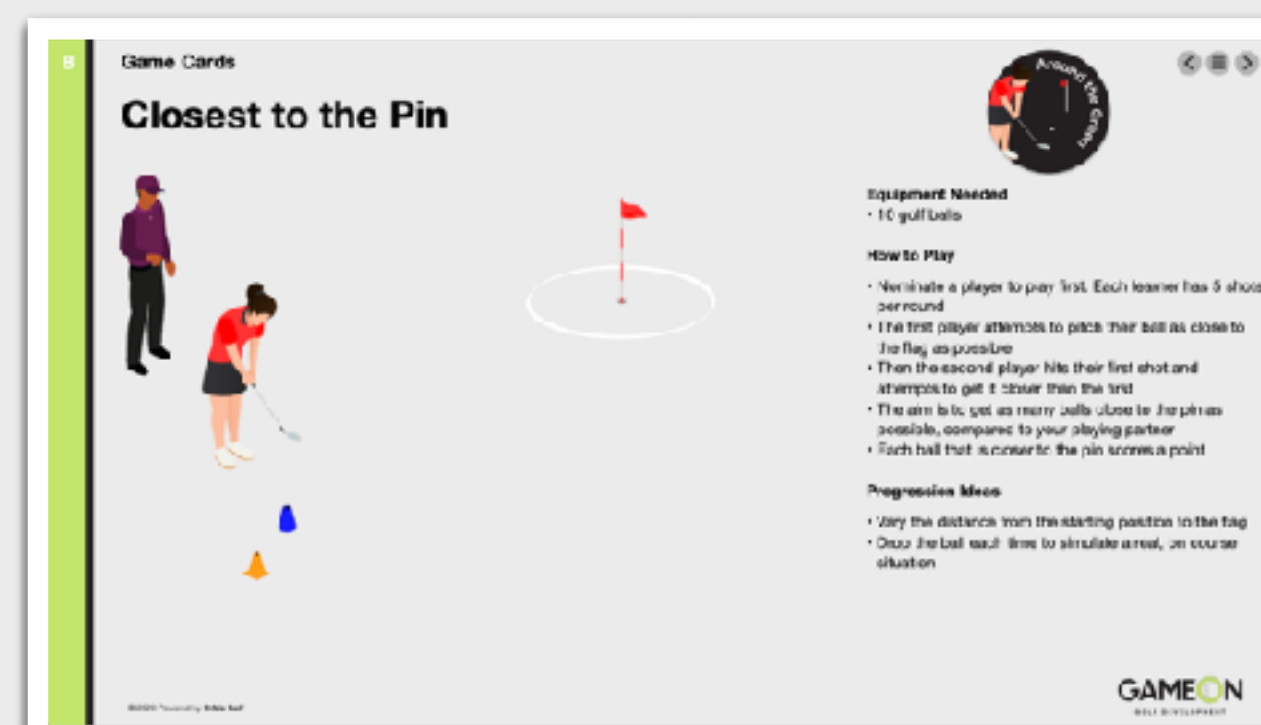 8
Game Cards
Closest to the Pin
Around the Green
Equipment Needed
• 10 golf balls
How to Play
• Nominate a player to play first. Each learner has 5 shots
per round
• The first player attempts to pitch their ball as close to
the flag as possible
• Then the second player hits their first shot and
attempts to get it closer than the first
• The aim is to get as many balls close to the pin as
possible, compared to your playing partner
• Each ball that is closer to the pin scores a point
Progression Ideas
• Vary the distance from the starting position to the flag
• Drop the ball each time to simulate a real, on course
situation
GAMEON
GOLF DEVELOPMENT